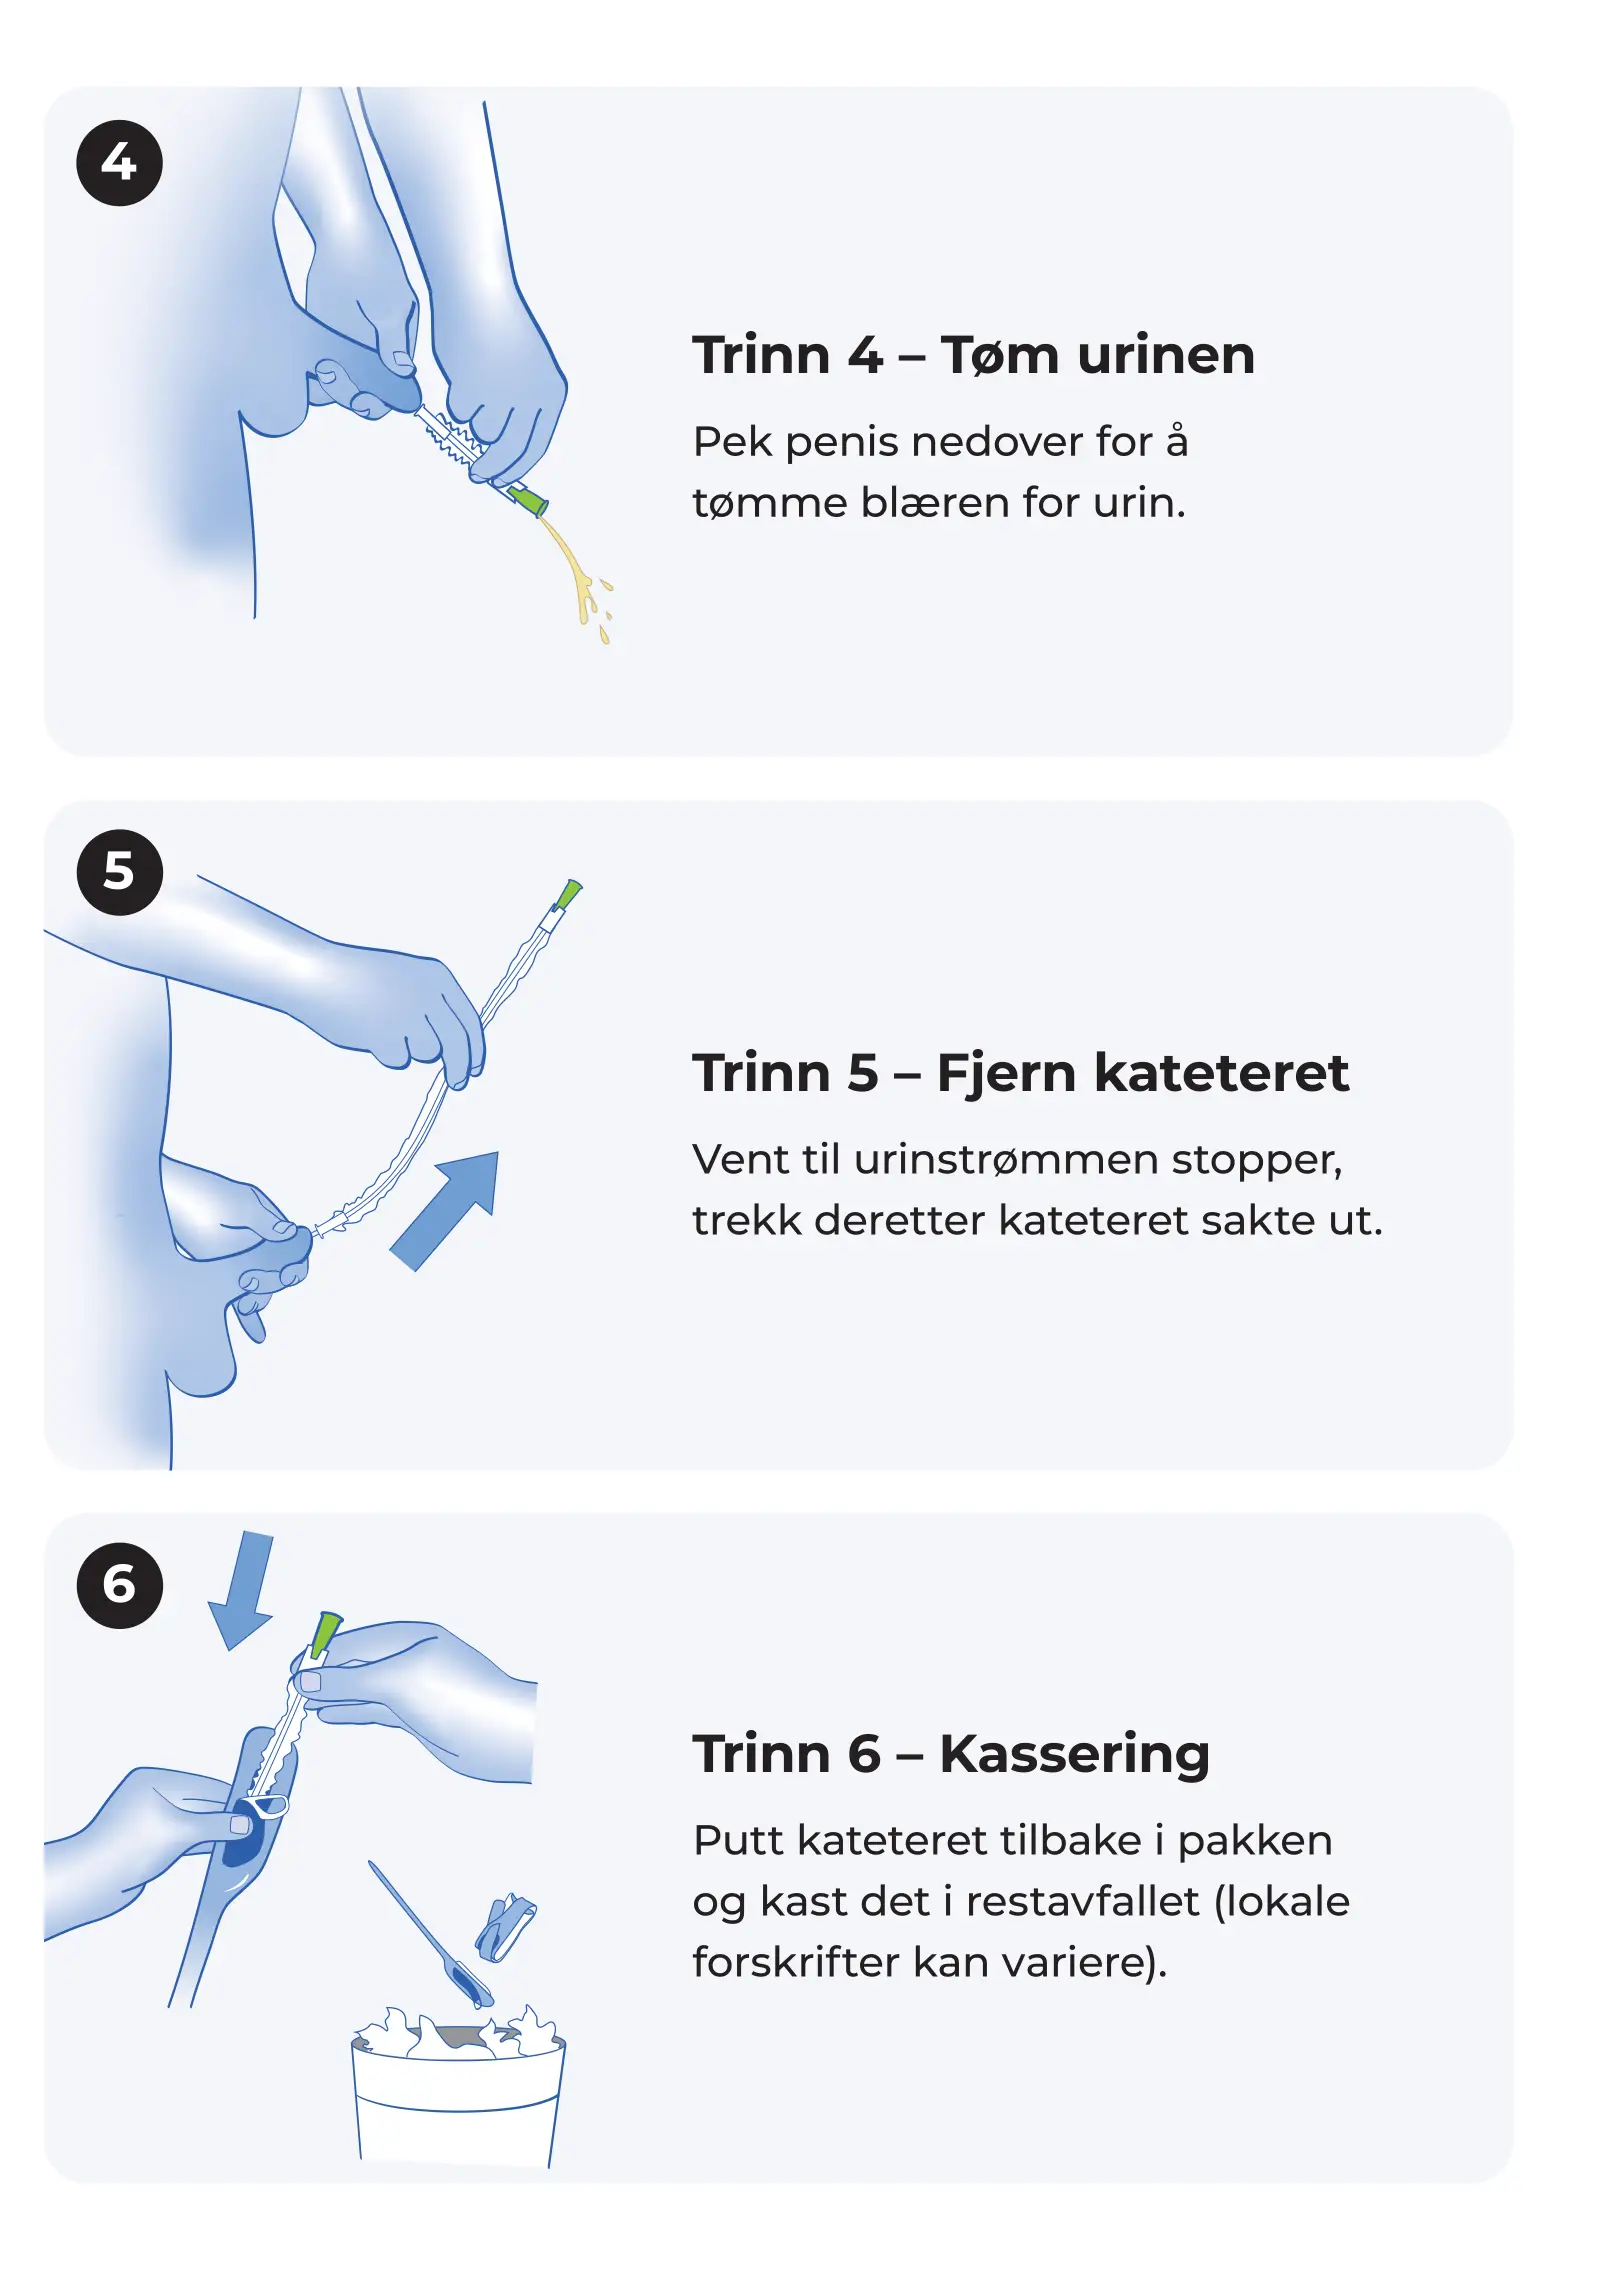 4
Trinn 4 – Tøm urinen
Pek penis nedover for å
tømme blæren for urin.
5
Trinn 5 – Fjern kateteret
Vent til urinstrømmen stopper,
trekk deretter kateteret sakte ut.
6
Trinn 6 – Kassering
Putt kateteret tilbake i pakken
og kast det i restavfallet (lokale
forskrifter kan variere).